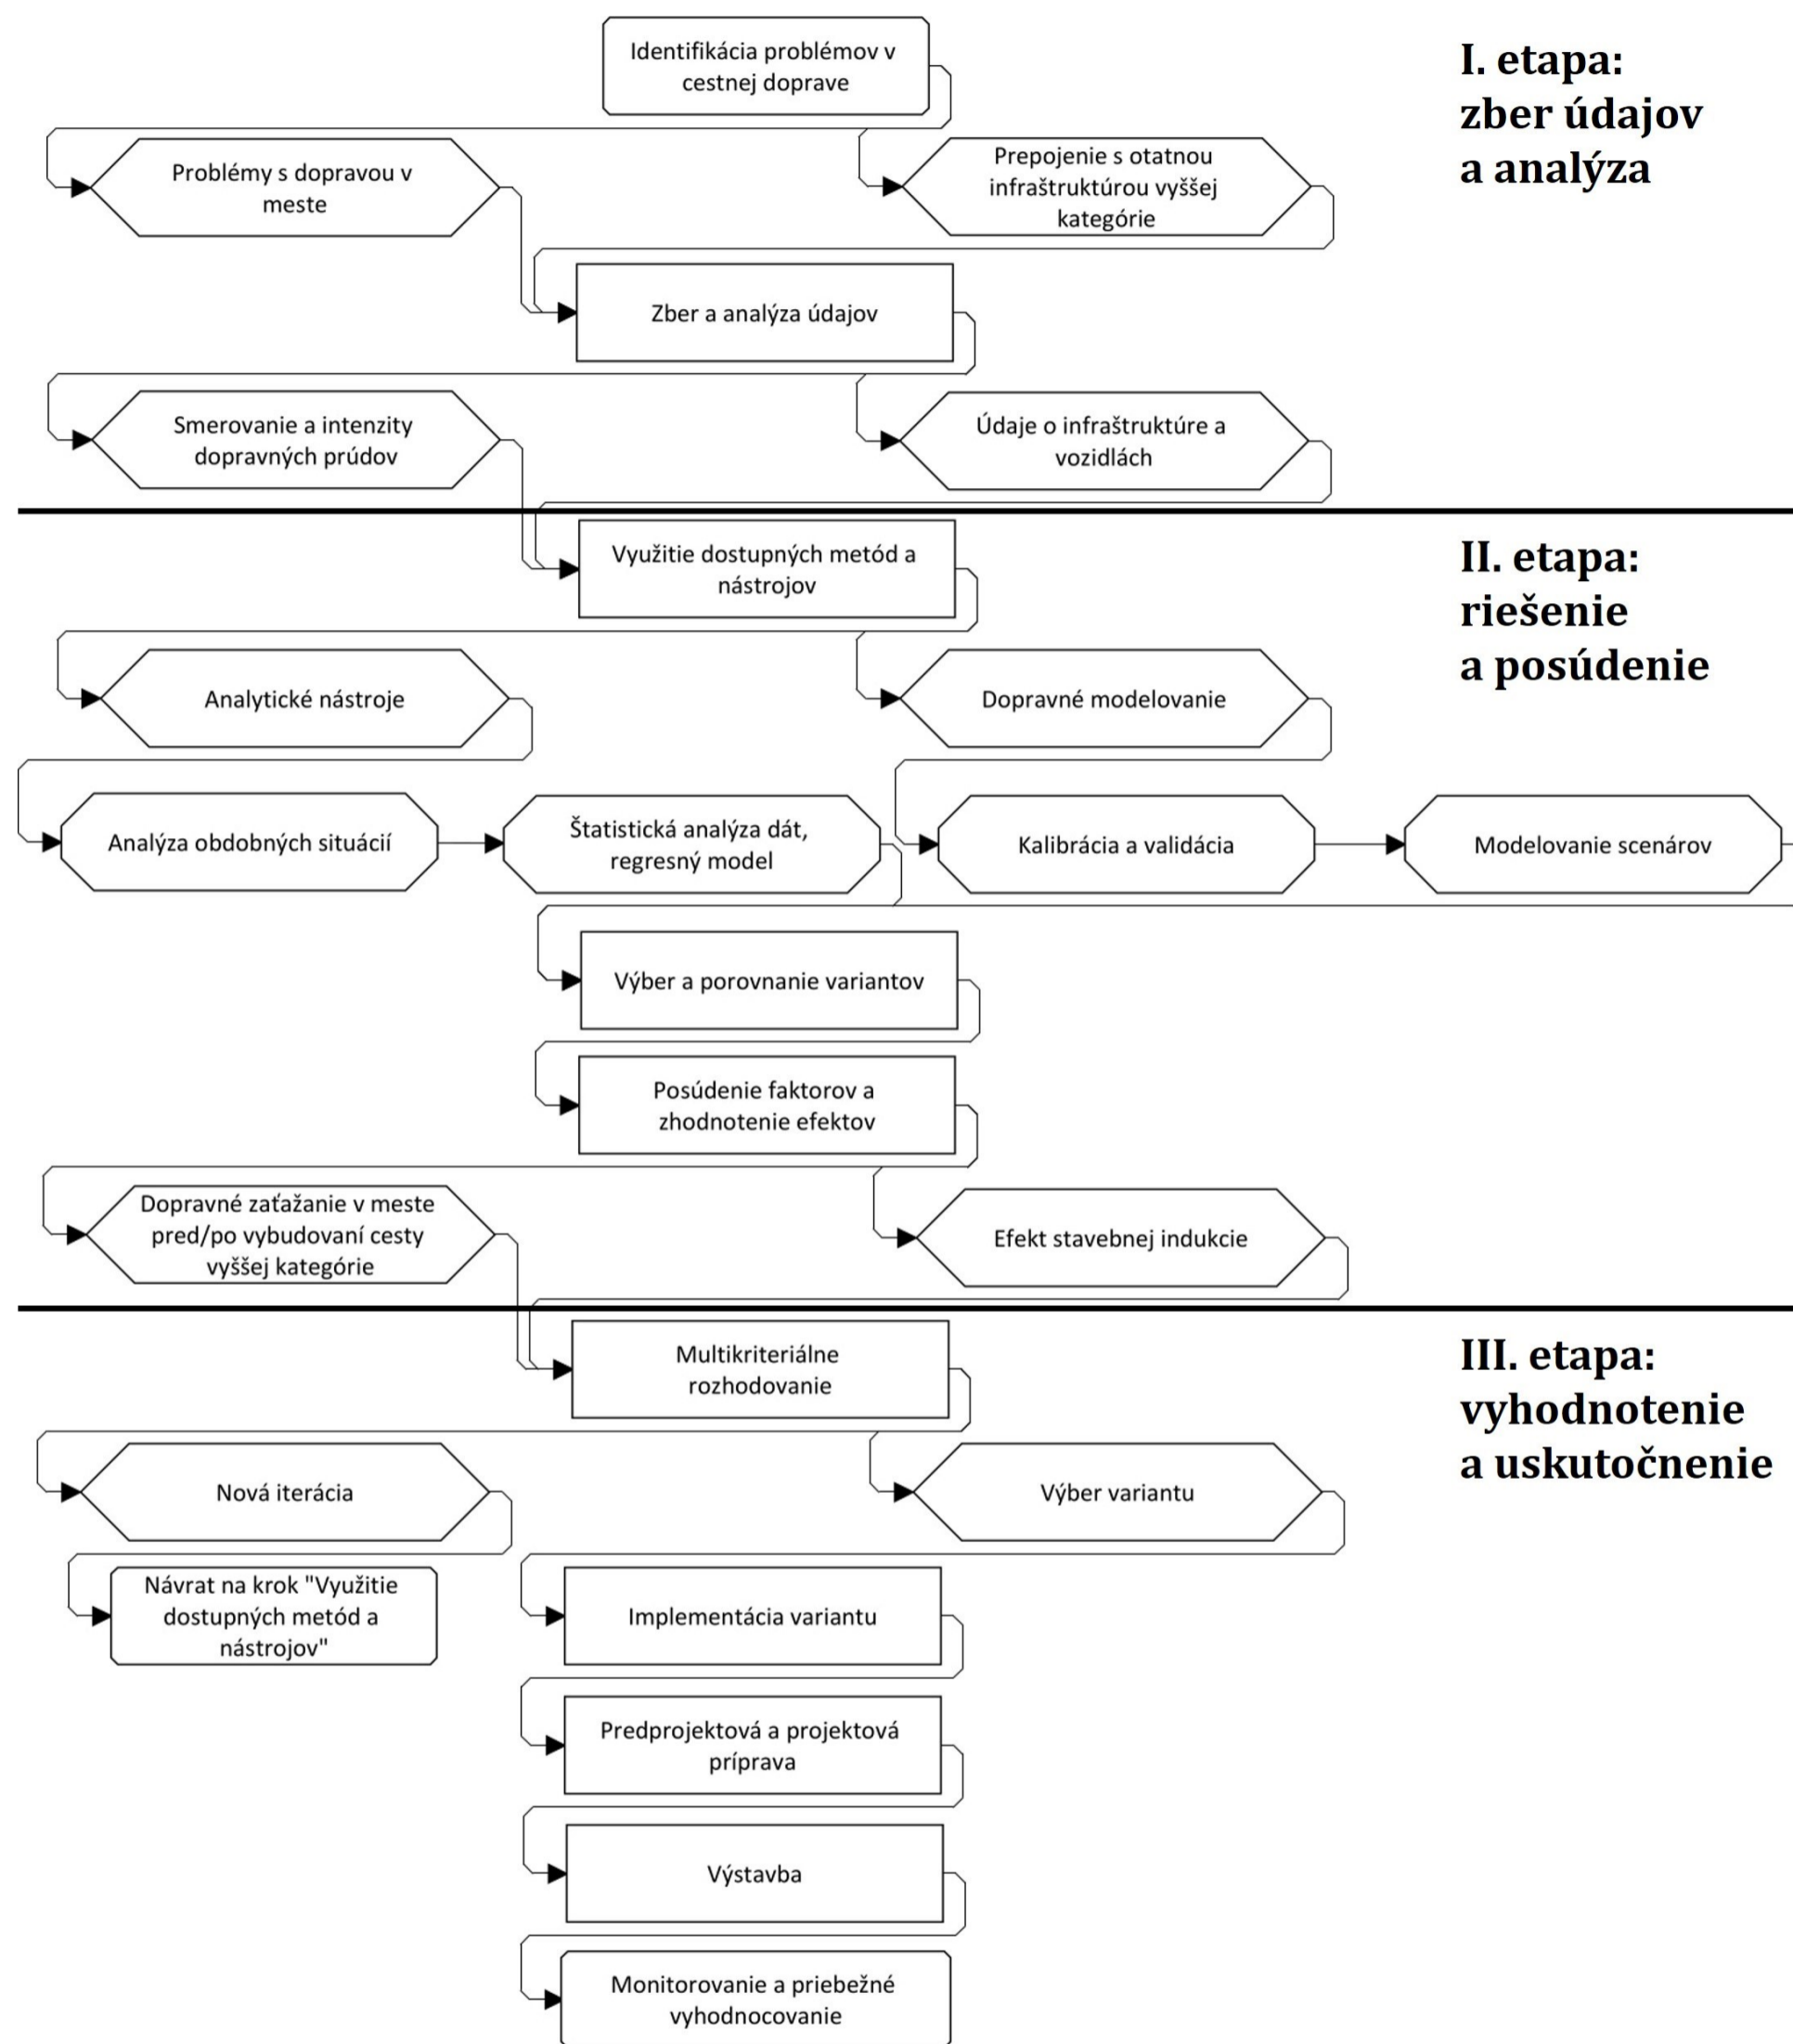 Identifikácia problémov v
cestnej doprave
I. etapa:
zber údajov
a analýza
Problémy s dopravou v
meste
Prepojenie s otatnou
infraštruktúrou vyššej
kategórie
Zber a analýza údajov
Smerovanie a intenzity
dopravných prúdov
Údaje o infraštruktúre a
vozidlách
Využitie dostupných metód a
nástrojov
II. etapa:
riešenie
a posúdenie
Analytické nástroje
Dopravné modelovanie
Analýza obdobných situácií
Štatistická analýza dát,
regresný model
Kalibrácia a validácia
Modelovanie scenárov
Výber a porovnanie variantov
Posúdenie faktorov a
zhodnotenie efektov
Dopravné zaťažanie v meste
pred/po vybudovaní cesty
vyššej kategórie
Efekt stavebnej indukcie
Multikriteriálne
rozhodovanie
III. etapa:
vyhodnotenie
a uskutočnenie
Nová iterácia
Výber variantu
Návrat na krok "Využitie
dostupných metód a
nástrojov"
Implementácia variantu
Predprojektová a projektová
príprava
Výstavba
Monitorovanie a priebežné
vyhodnocovanie